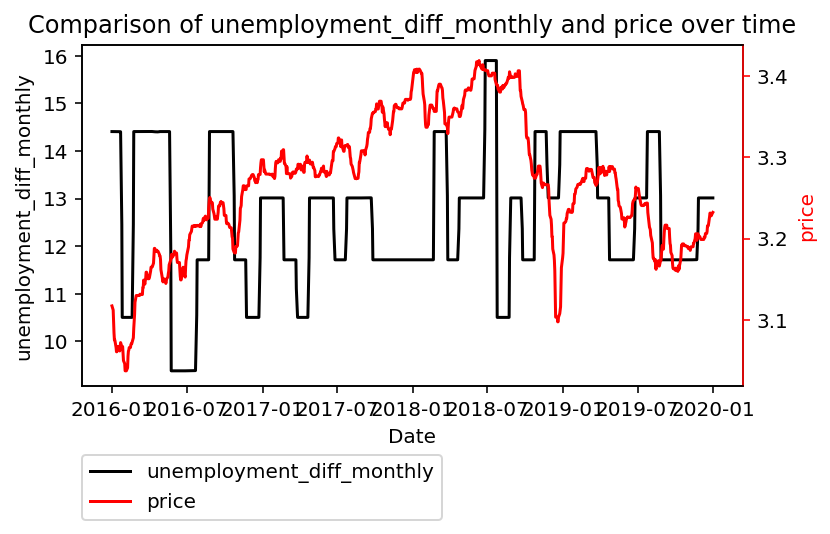 Comparison of unemployment_diff_monthly and price over time
unemployment_diff_monthly
16
15
14
13
12
11
10
3.4
3.3
3.2
3.1
price
2016-01 2016-07 2017-01 2017-07 2018-01 2018-07 2019-01 2019-07 2020-01
Date
unemployment_diff_monthly
price